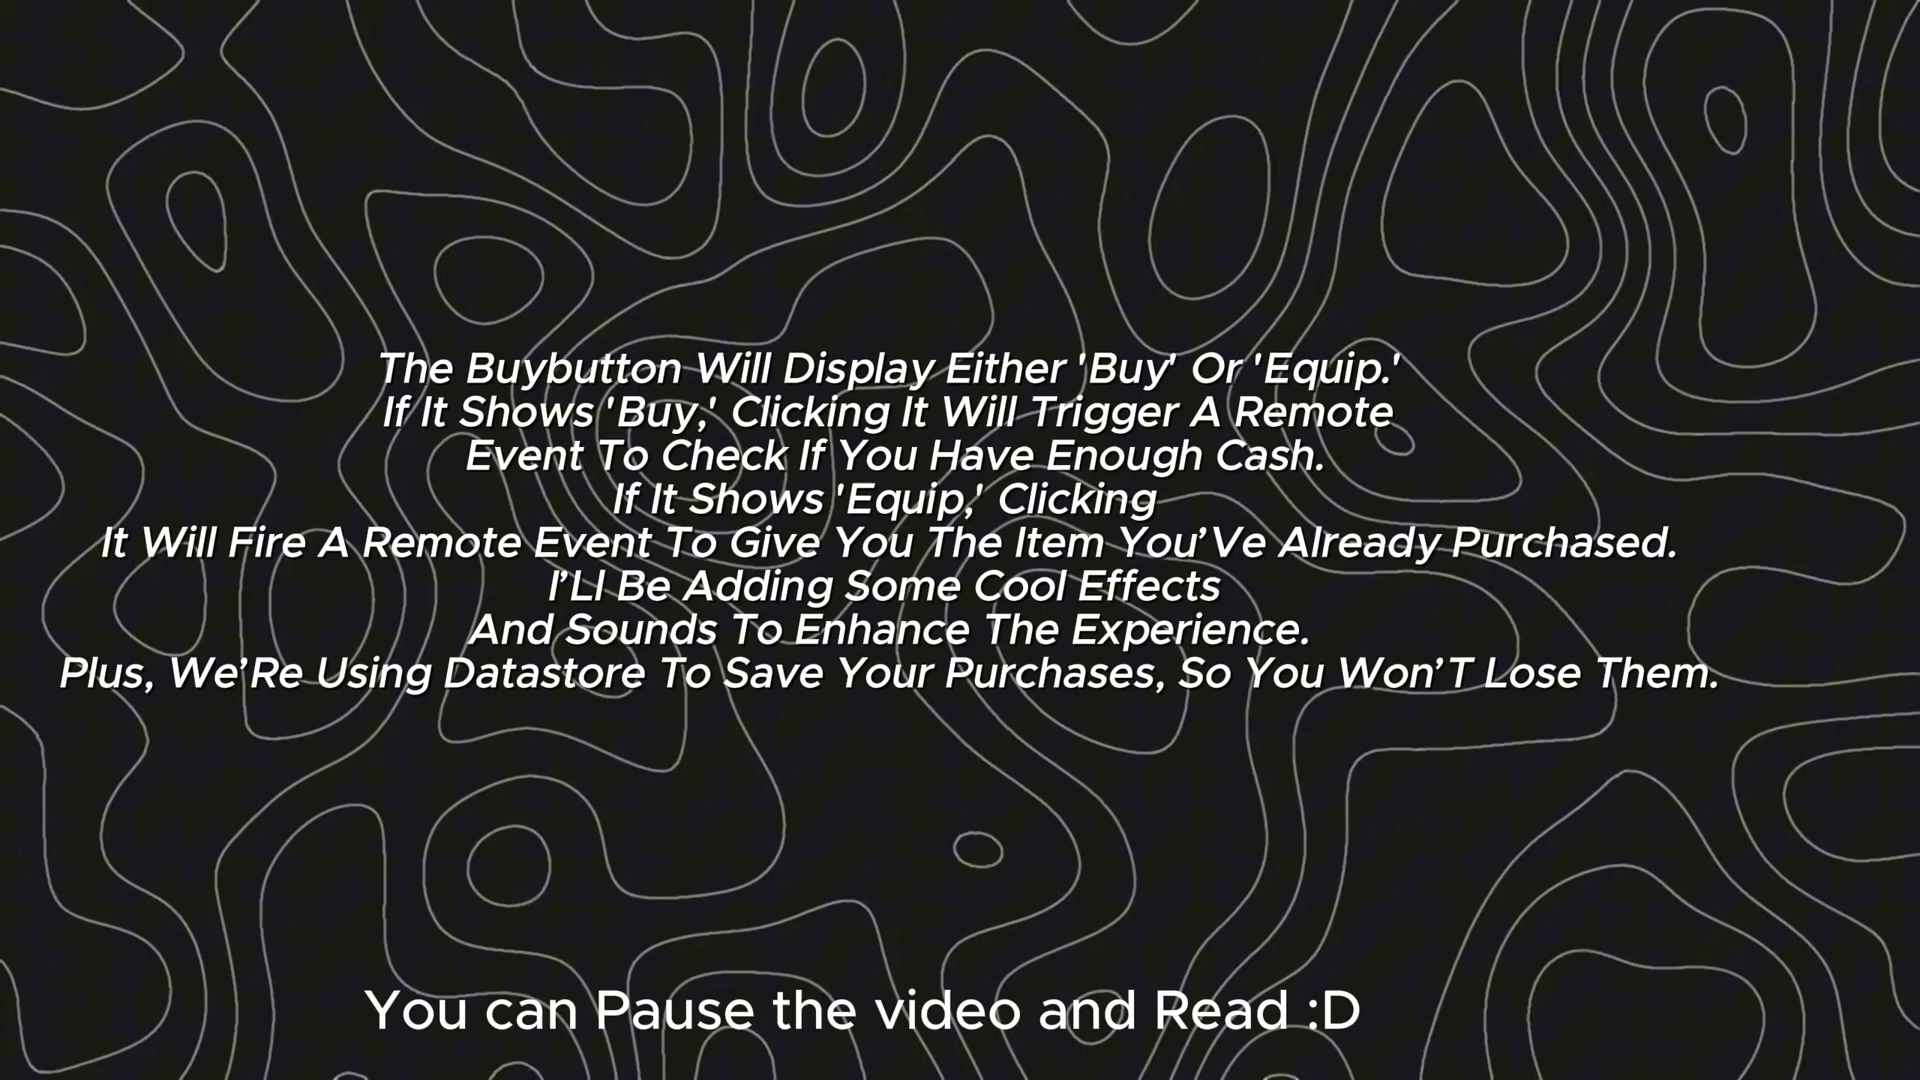 The Buybutton Will Display Either 'Buy' Or 'Equip.'
If It Shows 'Buy,' Clicking It Will Trigger A Remote
Event To Check If You Have Enough Cash.
If It Shows 'Equip,' Clicking
It Will Fire A Remote Event To Give You The Item You’Ve Already Purchased.
I’Ll Be Adding Some Cool Effects
And Sounds To Enhance The Experience.
Plus, We’Re Using Datastore To Save Your Purchases, So You Won’T Lose Them.
You can Pause the video and Read :D